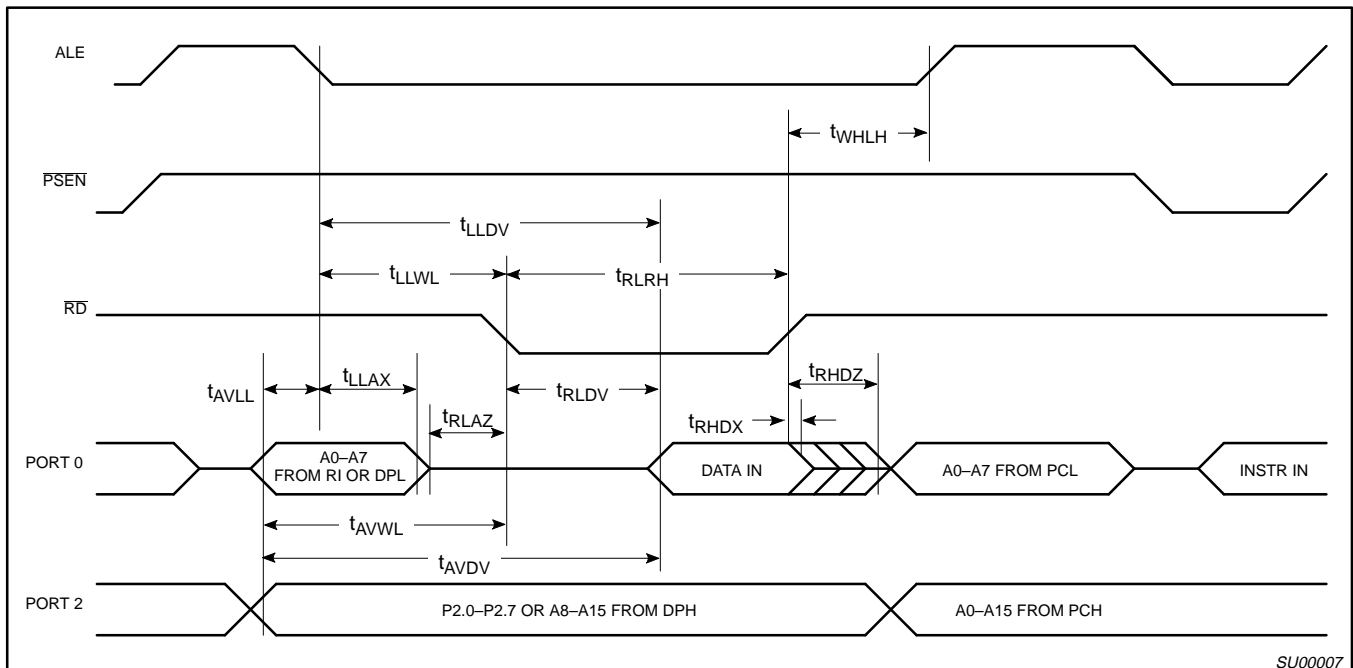 ALE
tWHLH
PSEN
tLLDV
tLLWL
tRLRH
RD
tAVLL
tLLAX
tRLDV
tRHDZ
tRLAZ
tRHDX
PORT 0
A0–A7
FROM RI OR DPL
DATA IN
A0–A7 FROM PCL
INSTR IN
tAVWL
tAVDV
PORT 2
P2.0–P2.7 OR A8–A15 FROM DPH
A0–A15 FROM PCH
SU00007